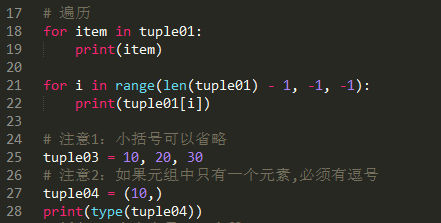 17 # 遍历
18 for item in tuple01:
19     print(item)
20
21 for i in range(len(tuple01) - 1, -1, -1):
22     print(tuple01[i])
23
24 # 注意1：小括号可以省略
25 tuple03 = 10, 20, 30
26 # 注意2：如果元组中只有一个元素,必须有逗号
27 tuple04 = (10,)
28 print(type(tuple04))